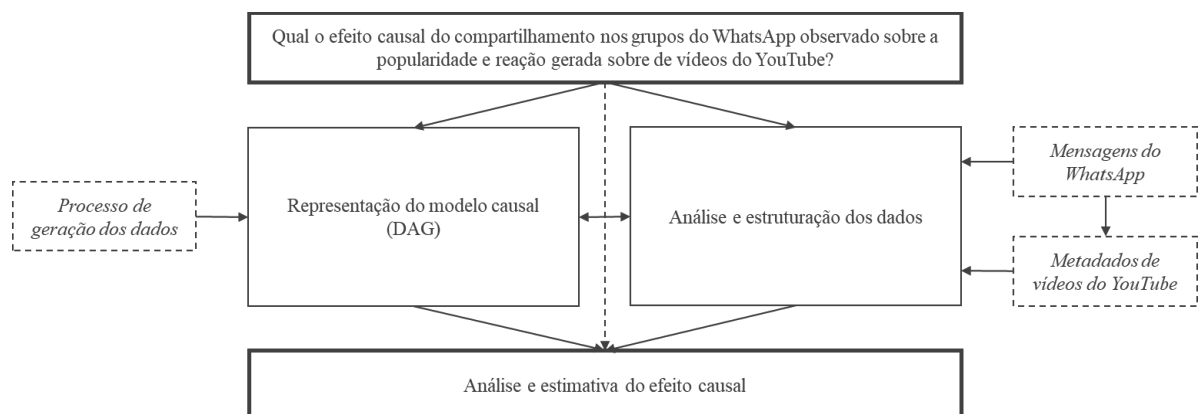 Qual o efeito causal do compartilhamento nos grupos do WhatsApp observado sobre a
popularidade e reação gerada sobre de vídeos do YouTube?
Processo de
geração dos dados
Representação do modelo causal
(DAG)
Análise e estruturação dos dados
Mensagens do
WhatsApp
Metadados de
vídeos do YouTube
Análise e estimativa do efeito causal